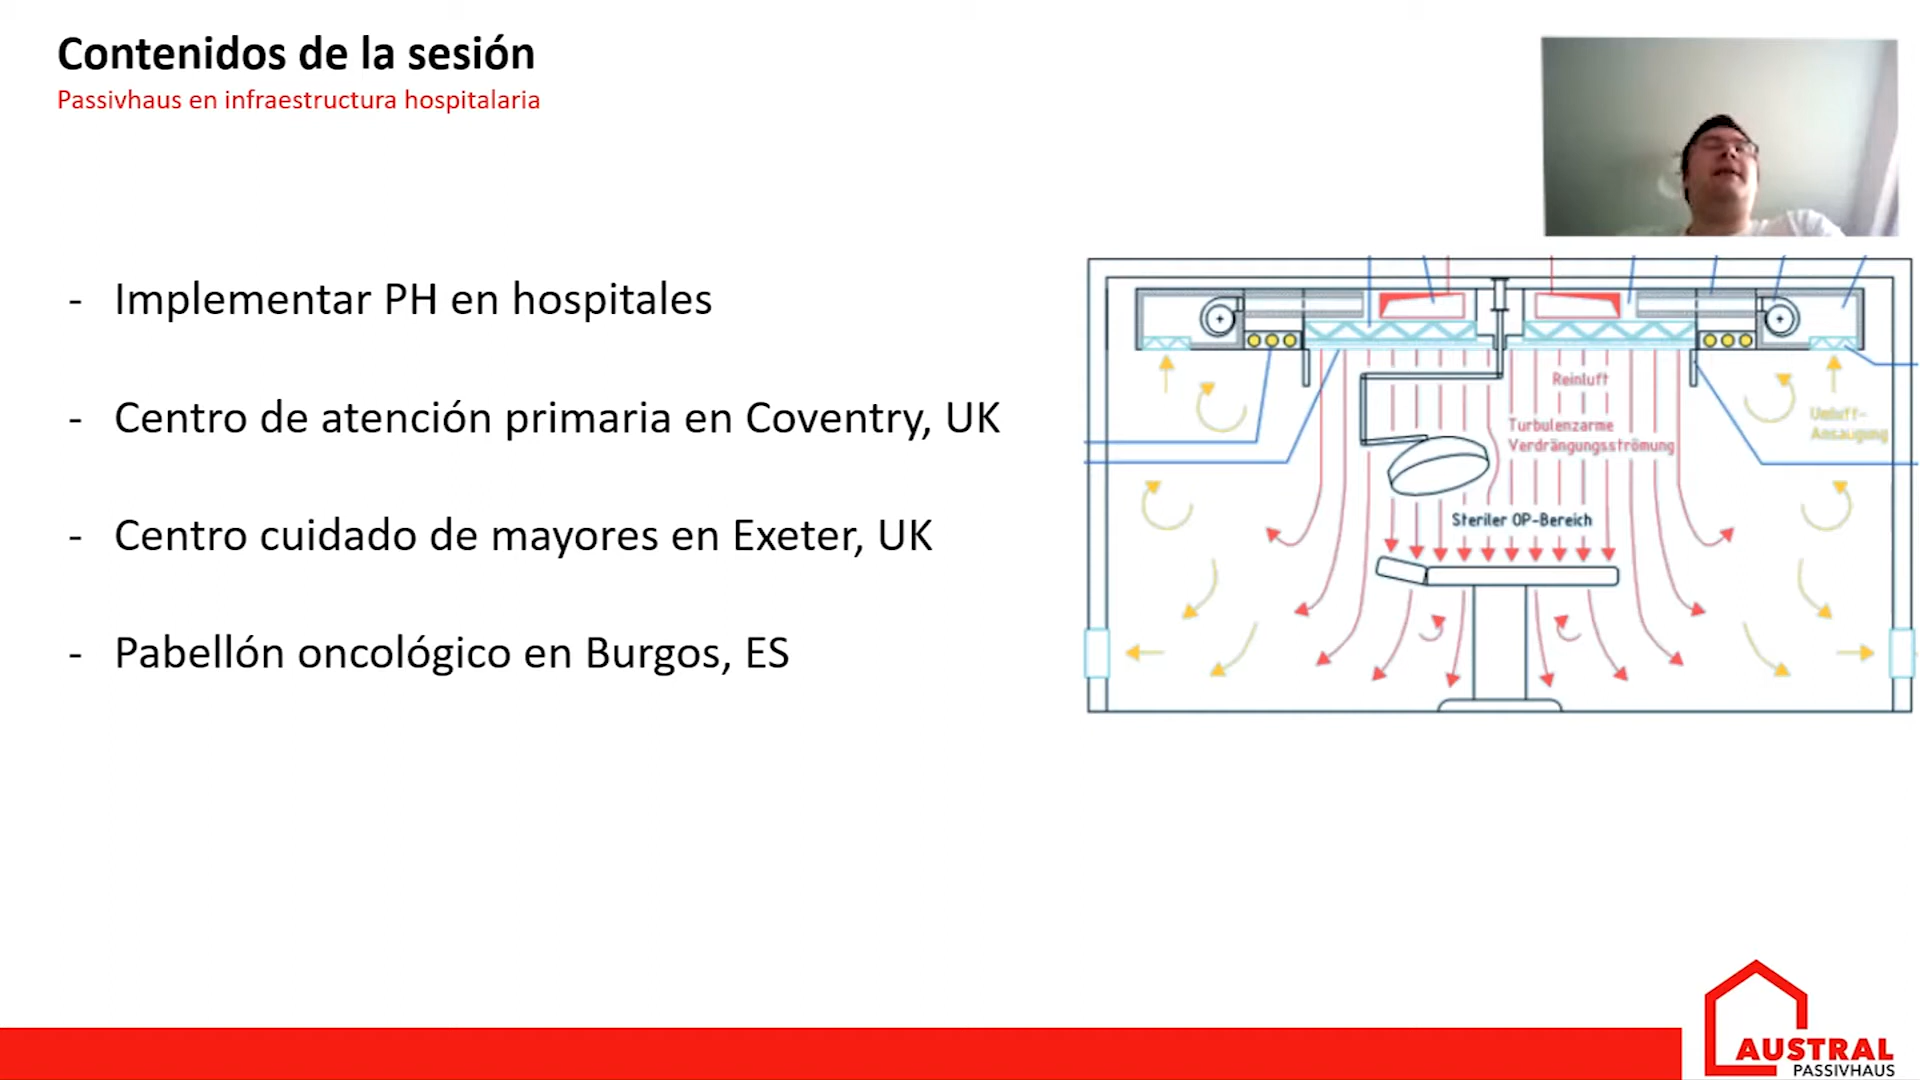 Contenidos de la sesión
Passivhaus en infraestructura hospitalaria
- Implementar PH en hospitales
- Centro de atención primaria en Coventry, UK
- Centro cuidado de mayores en Exeter, UK
- Pabellón oncológico en Burgos, ES
Reinluft
Turbulenzarme
Verdrängungsströmung
Umluft-
Ansaugung
Steriler OP-Bereich
AUSTRAL
PASSIVHAUS